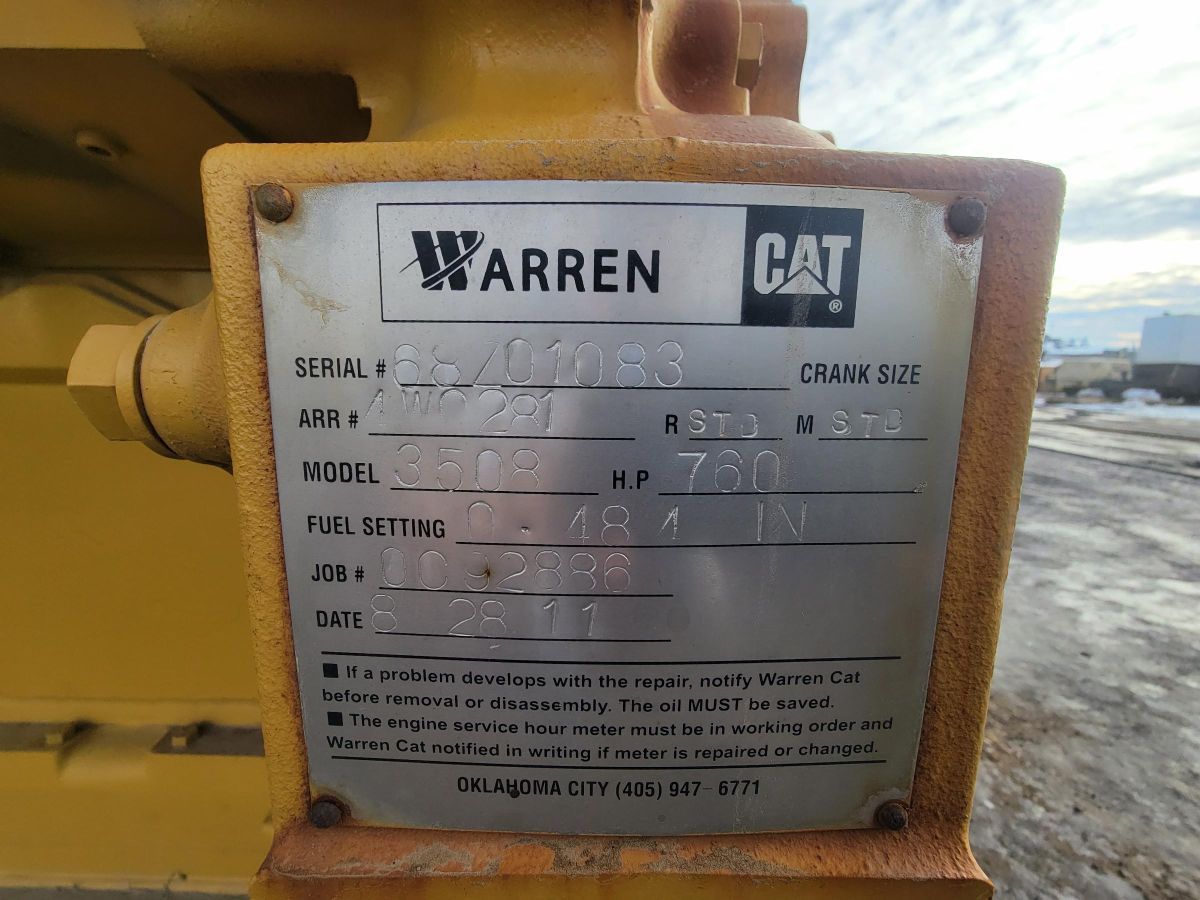 WARREN CAT ®
SERIAL # 68Z01083 CRANK SIZE
ARR # 4W0281 R STD M STD
MODEL 3508 H.P 760
FUEL SETTING 0.484 IN
JOB # 0C92886
DATE 8 28 11
■ If a problem develops with the repair, notify Warren Cat
before removal or disassembly. The oil MUST be saved.
■ The engine service hour meter must be in working order and
Warren Cat notified in writing if meter is repaired or changed.
OKLAHOMA CITY (405) 947-6771